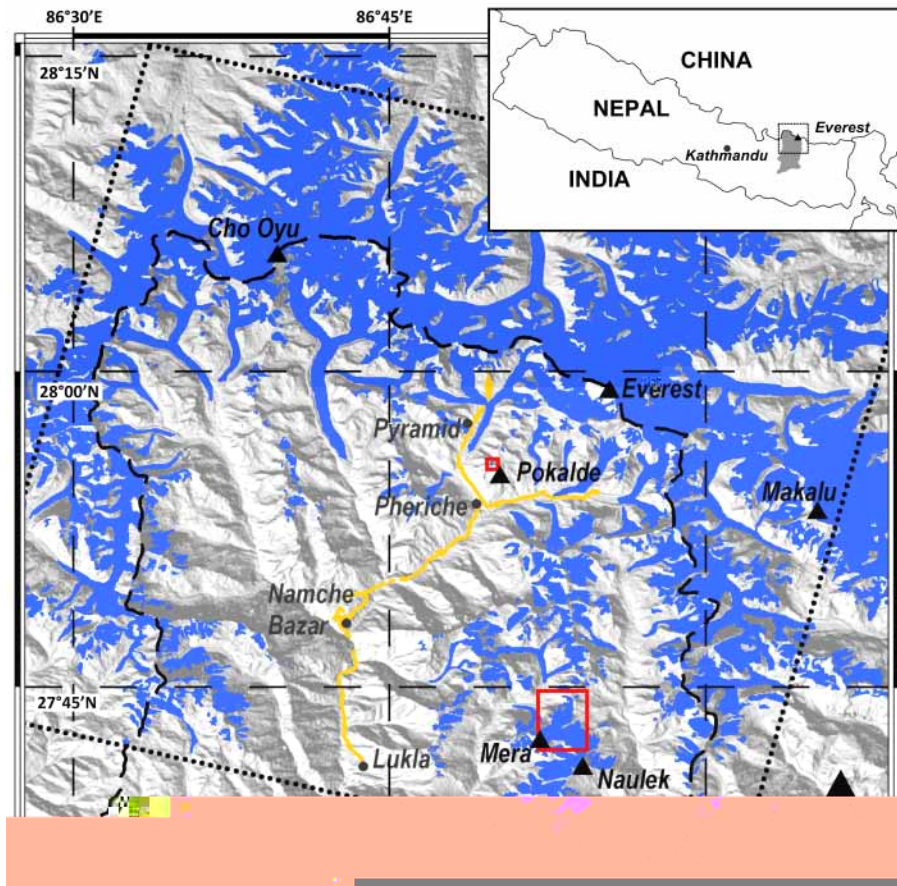 86°30'E
86°45'E
28°15'N
CHINA
NEPAL
Everest
Kathmandu
INDIA
Cho Oyu
28°00'N
Everest
Pyramid
Pokalde
Makalu
Pheriche
Namche
Bazar
27°45'N
Mera
Lukla
Naulek